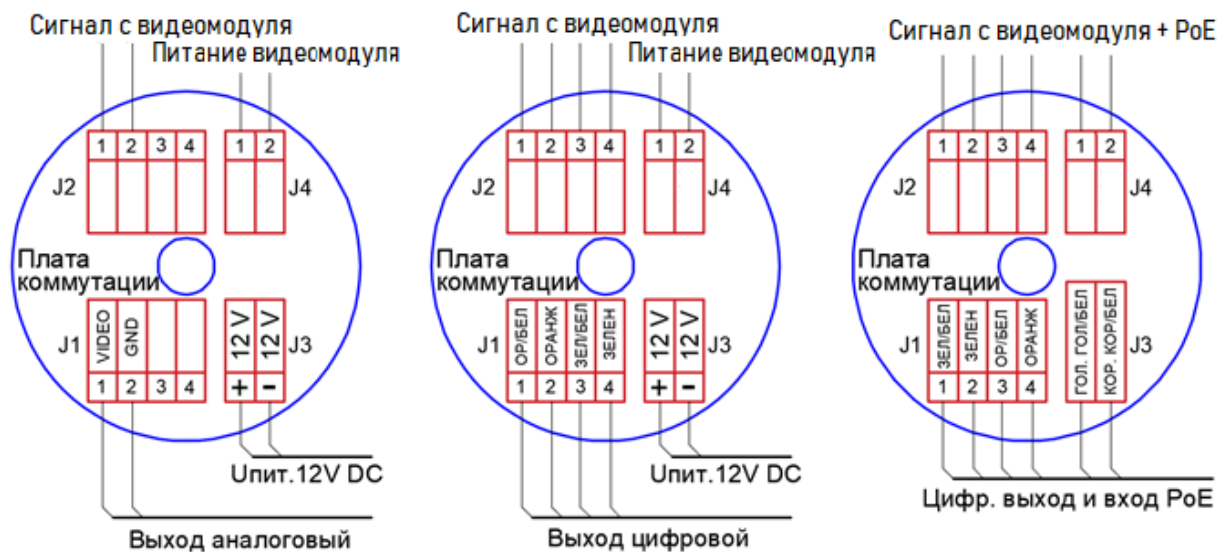 Сигнал с видеомодуля
Питание видеомодуля
1 2 3 4
1 2
J2
J4
Плата
коммутации
J1
VIDEO
GND
12 V
12 V
J3
1 2 3 4
+ -
Uпит.12V DC
Выход аналоговый
Сигнал с видеомодуля
Питание видеомодуля
1 2 3 4
1 2
J2
J4
Плата
коммутации
J1
ОР/БЕЛ
ОРАНЖ
ЗЕЛ/БЕЛ
ЗЕЛЕН
12 V
12 V
J3
1 2 3 4
+ -
Uпит.12V DC
Выход цифровой
Сигнал с видеомодуля + PoE
1 2 3 4
1 2
J2
J4
Плата
коммутации
J1
ЗЕЛ/БЕЛ
ЗЕЛЕН
ОР/БЕЛ
ОРАНЖ
ГОЛ. ГОЛ/БЕЛ
КОР. КОР/БЕЛ
J3
1 2 3 4
Цифр. выход и вход PoE